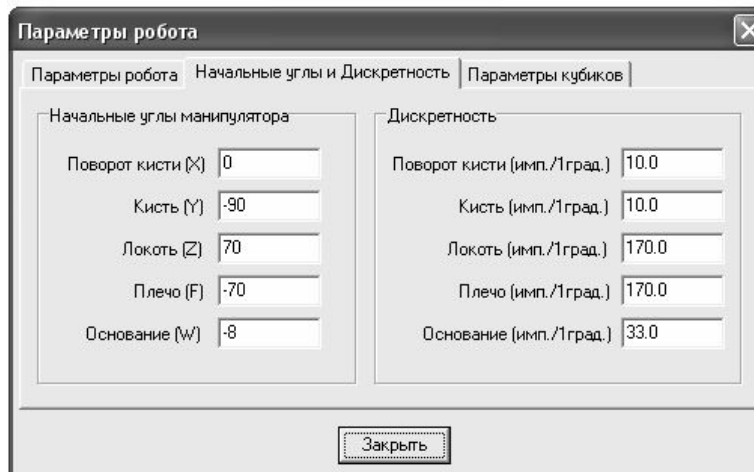 Параметры робота
Параметры робота Начальные углы и Дискретность Параметры кубиков
Начальные углы манипулятора
Поворот кисти (X) 0
Кисть (Y) -90
Локоть (Z) 70
Плечо (F) -70
Основание (W) -8
Дискретность
Поворот кисти (имп./1град.) 10.0
Кисть (имп./1град.) 10.0
Локоть (имп./1град.) 170.0
Плечо (имп./1град.) 170.0
Основание (имп./1град.) 33.0
Закрыть